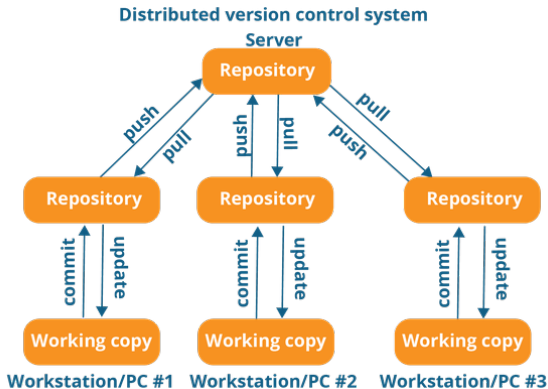 Distributed version control system
Server
Repository
push
pull
push
pull
pull
push
Repository
Repository
Repository
commit
update
commit
update
commit
update
Working copy
Working copy
Working copy
Workstation/PC #1
Workstation/PC #2
Workstation/PC #3